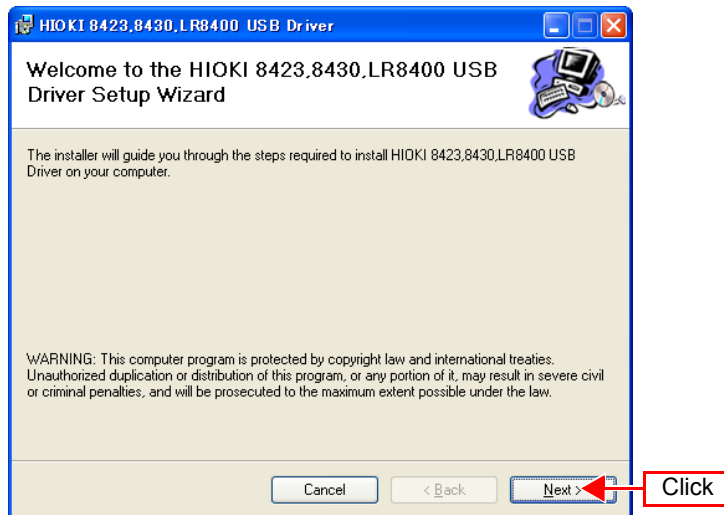 HIOKI 8423,8430,LR8400 USB Driver
Welcome to the HIOKI 8423,8430,LR8400 USB
Driver Setup Wizard
The installer will guide you through the steps required to install HIOKI 8423,8430,LR8400 USB
Driver on your computer.
WARNING: This computer program is protected by copyright law and international treaties.
Unauthorized duplication or distribution of this program, or any portion of it, may result in severe civil
or criminal penalties, and will be prosecuted to the maximum extent possible under the law.
Cancel < Back Next > Click